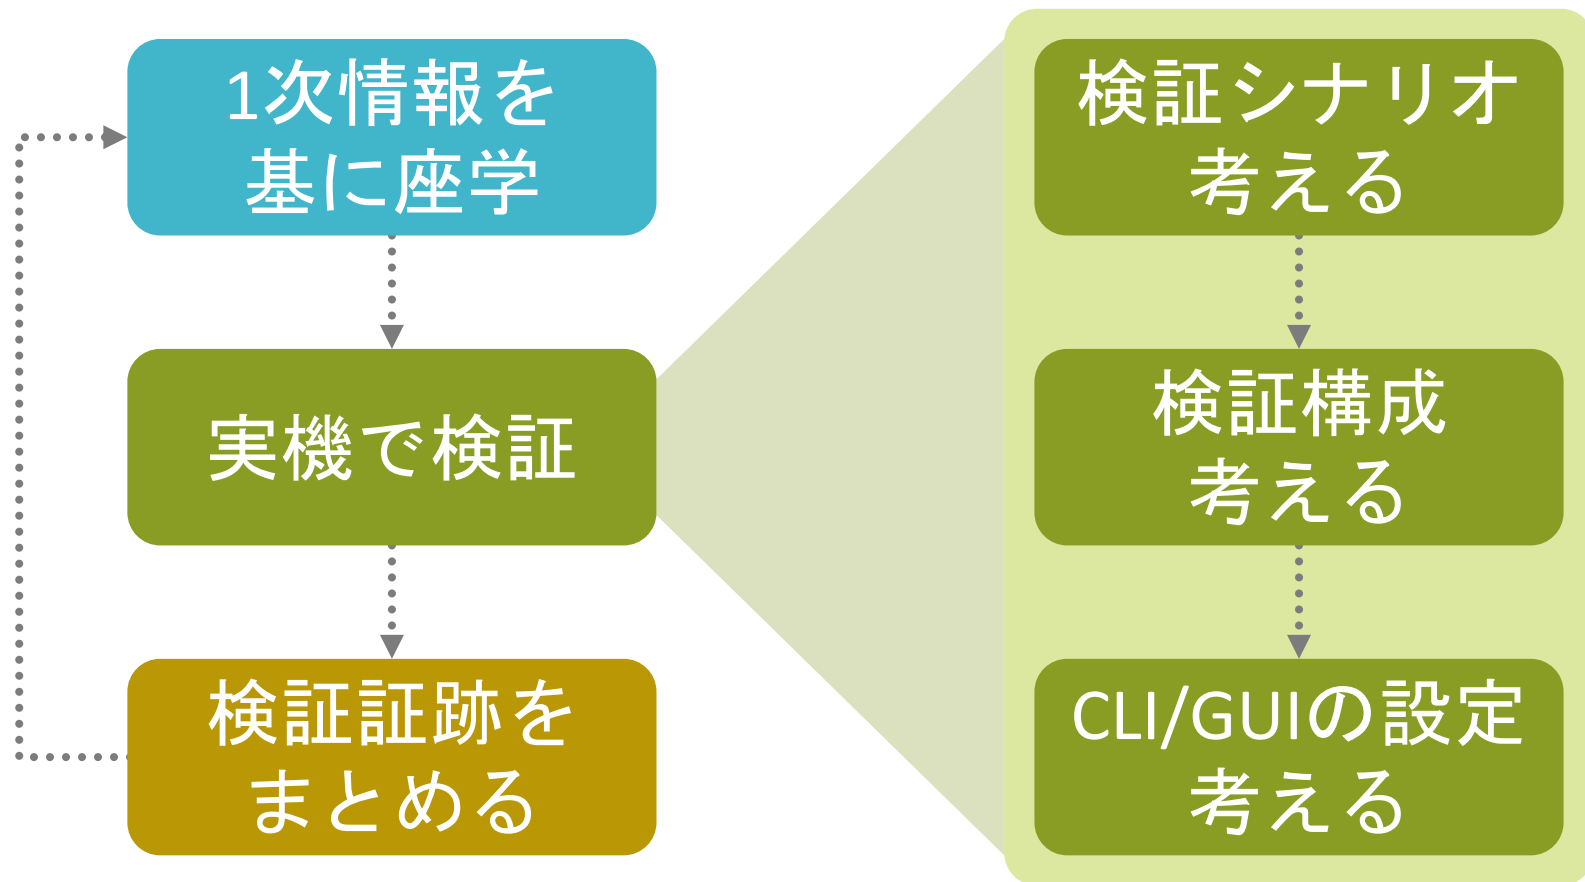 1次情報を
基に座学
実機で検証
検証証跡を
まとめる
検証シナリオ
考える
検証構成
考える
CLI/GUIの設定
考える